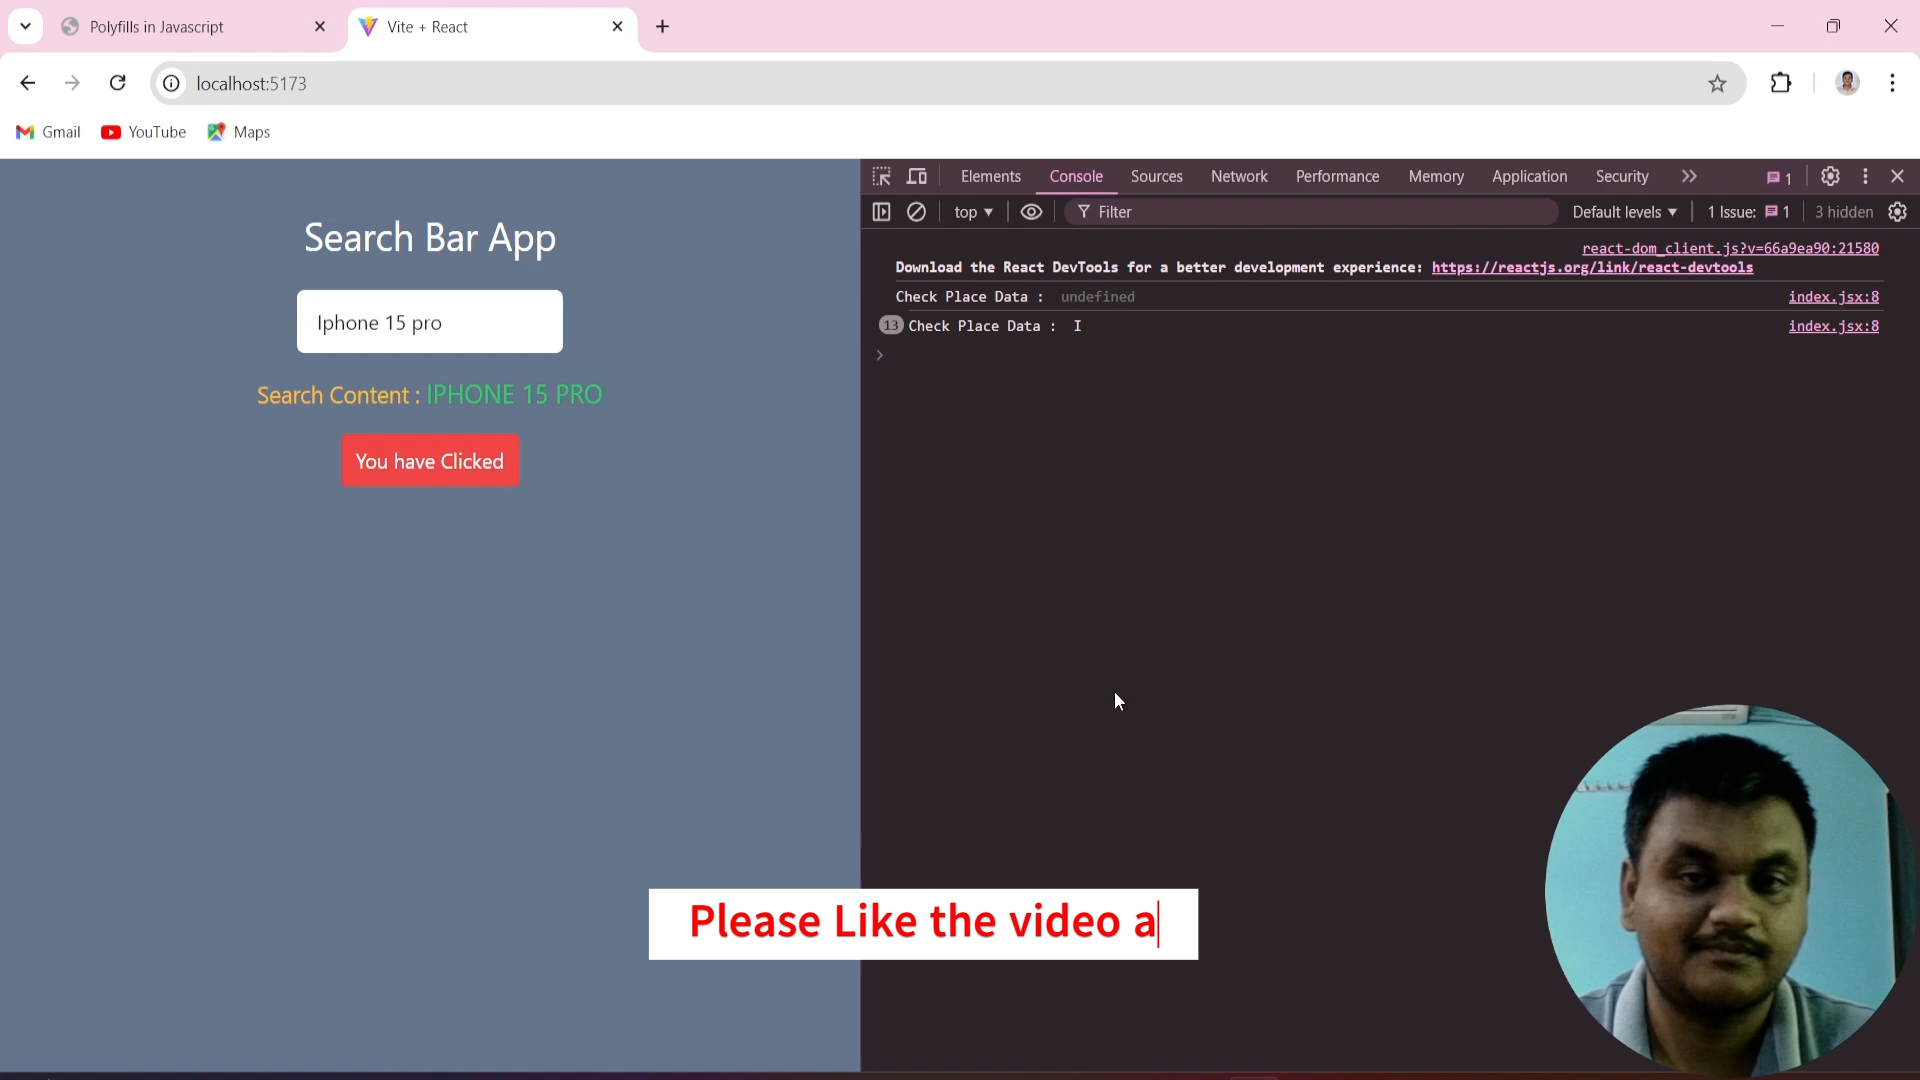 Polyfills in Javascript
Vite + React
localhost:5173
Gmail
YouTube
Maps
Search Bar App
Iphone 15 pro
Search Content : IPHONE 15 PRO
You have Clicked
Elements Console Sources Network Performance Memory Application Security 1
top Filter Default levels 1 Issue: 1 3 hidden
react-dom_client.js?v=66a9ea90:21580
Download the React DevTools for a better development experience: https://reactjs.org/link/react-devtools
Check Place Data : undefined index.jsx:8
13 Check Place Data : I index.jsx:8
Please Like the video a